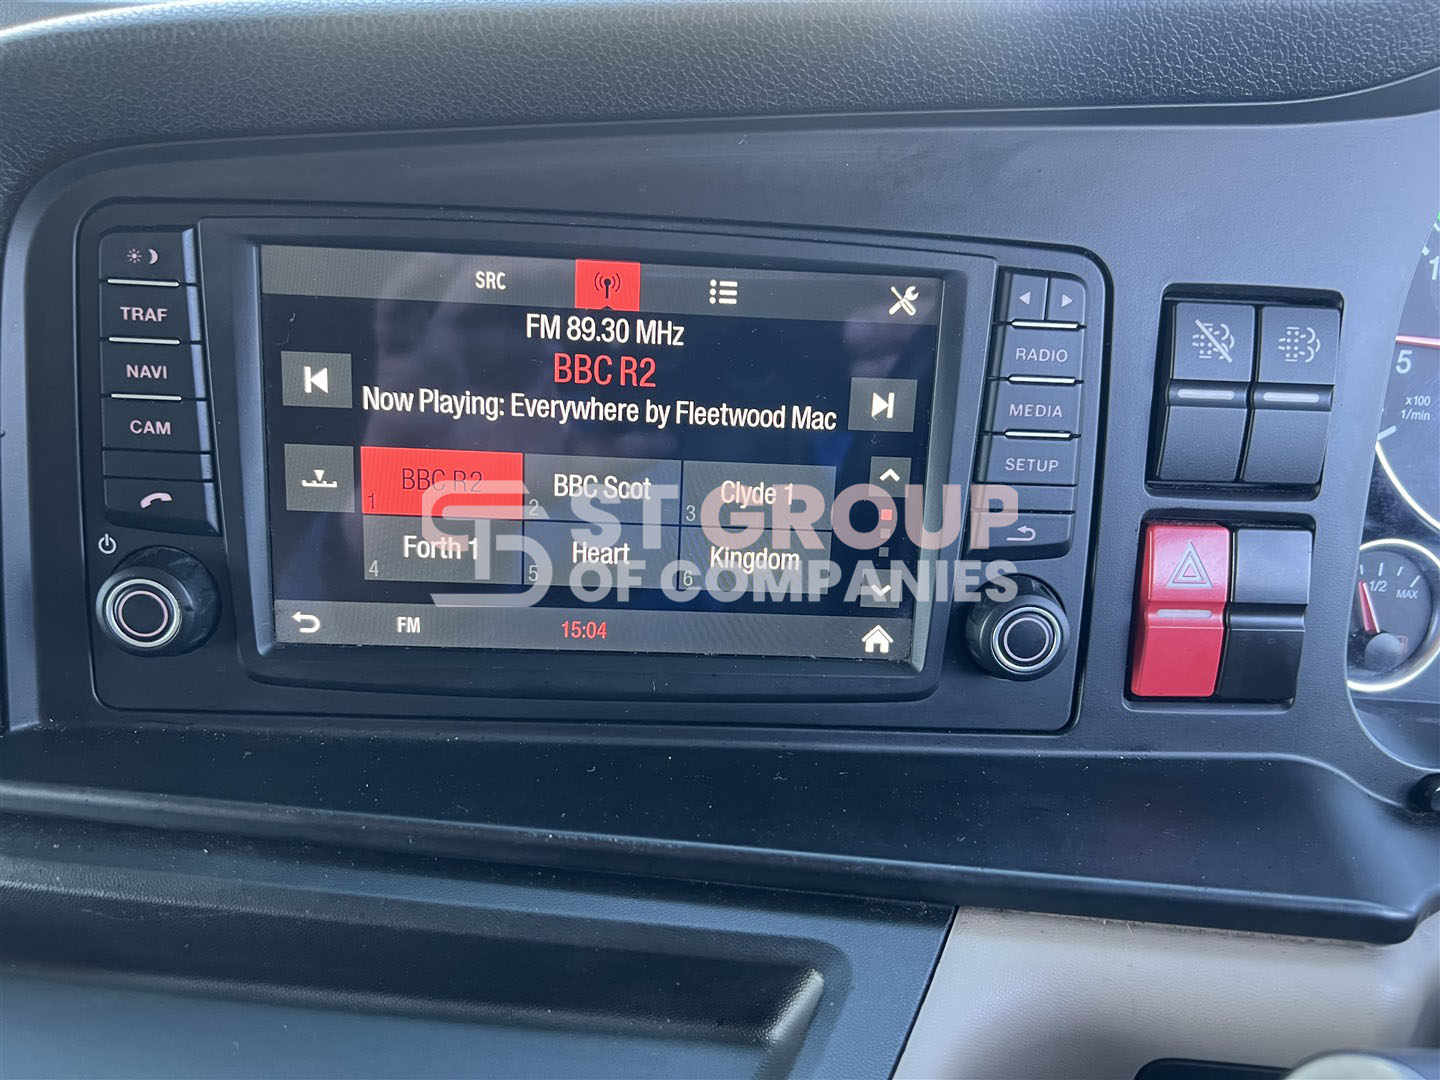 SRC
FM 89.30 MHz
BBC R2
Now Playing: Everywhere by Fleetwood Mac
1 BBC R2
2 BBC Scot
3 Clyde 1
4 Forth 1
5 Heart
6 Kingdom
FM
15:04
TRAF
NAVI
CAM
RADIO
MEDIA
SETUP
ST GROUP
OF COMPANIES
5
x100
1/min
1/2
MAX